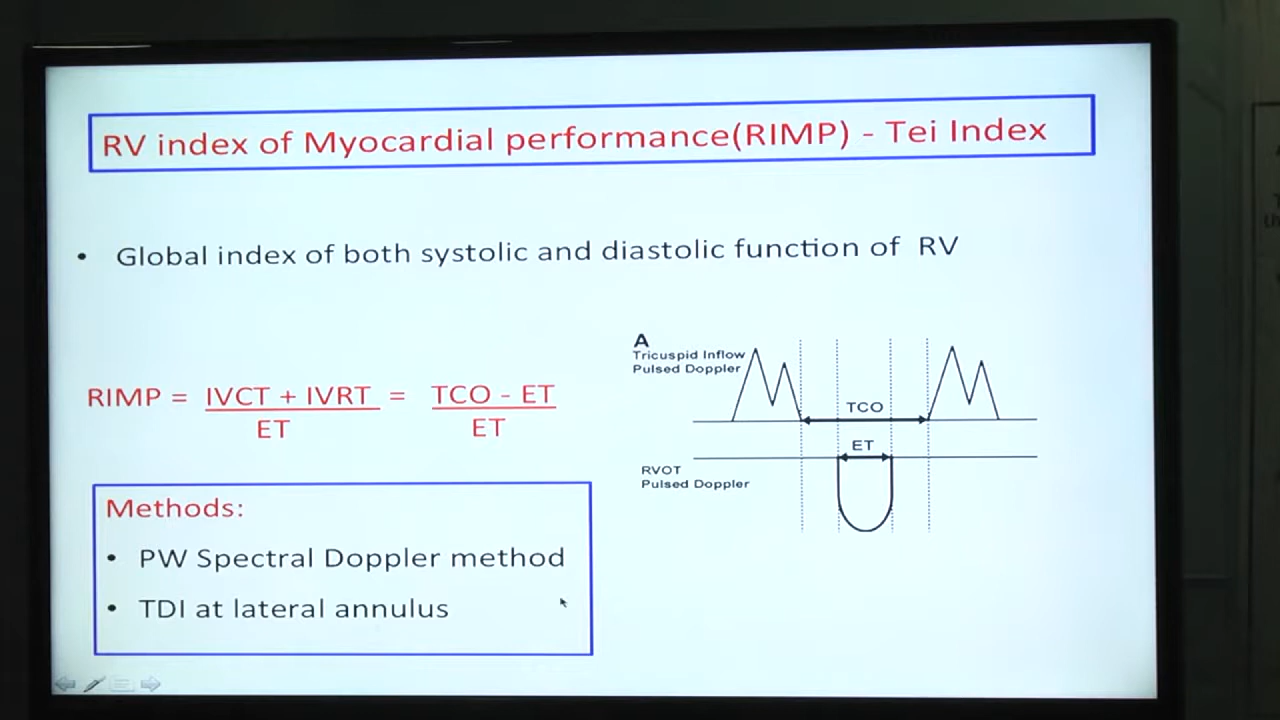 RV index of Myocardial performance(RIMP) - Tei Index
• Global index of both systolic and diastolic function of RV
RIMP = IVCT + IVRT = TCO - ET
ET ET
Methods:
• PW Spectral Doppler method
• TDI at lateral annulus
A
Tricuspid Inflow
Pulsed Doppler
TCO
ET
RVOT
Pulsed Doppler